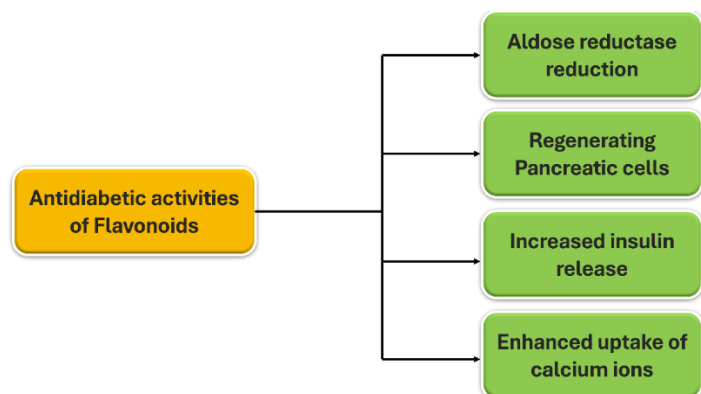 Aldose reductase
reduction
Regenerating
Pancreatic cells
Antidiabetic activities
of Flavonoids
Increased insulin
release
Enhanced uptake of
calcium ions